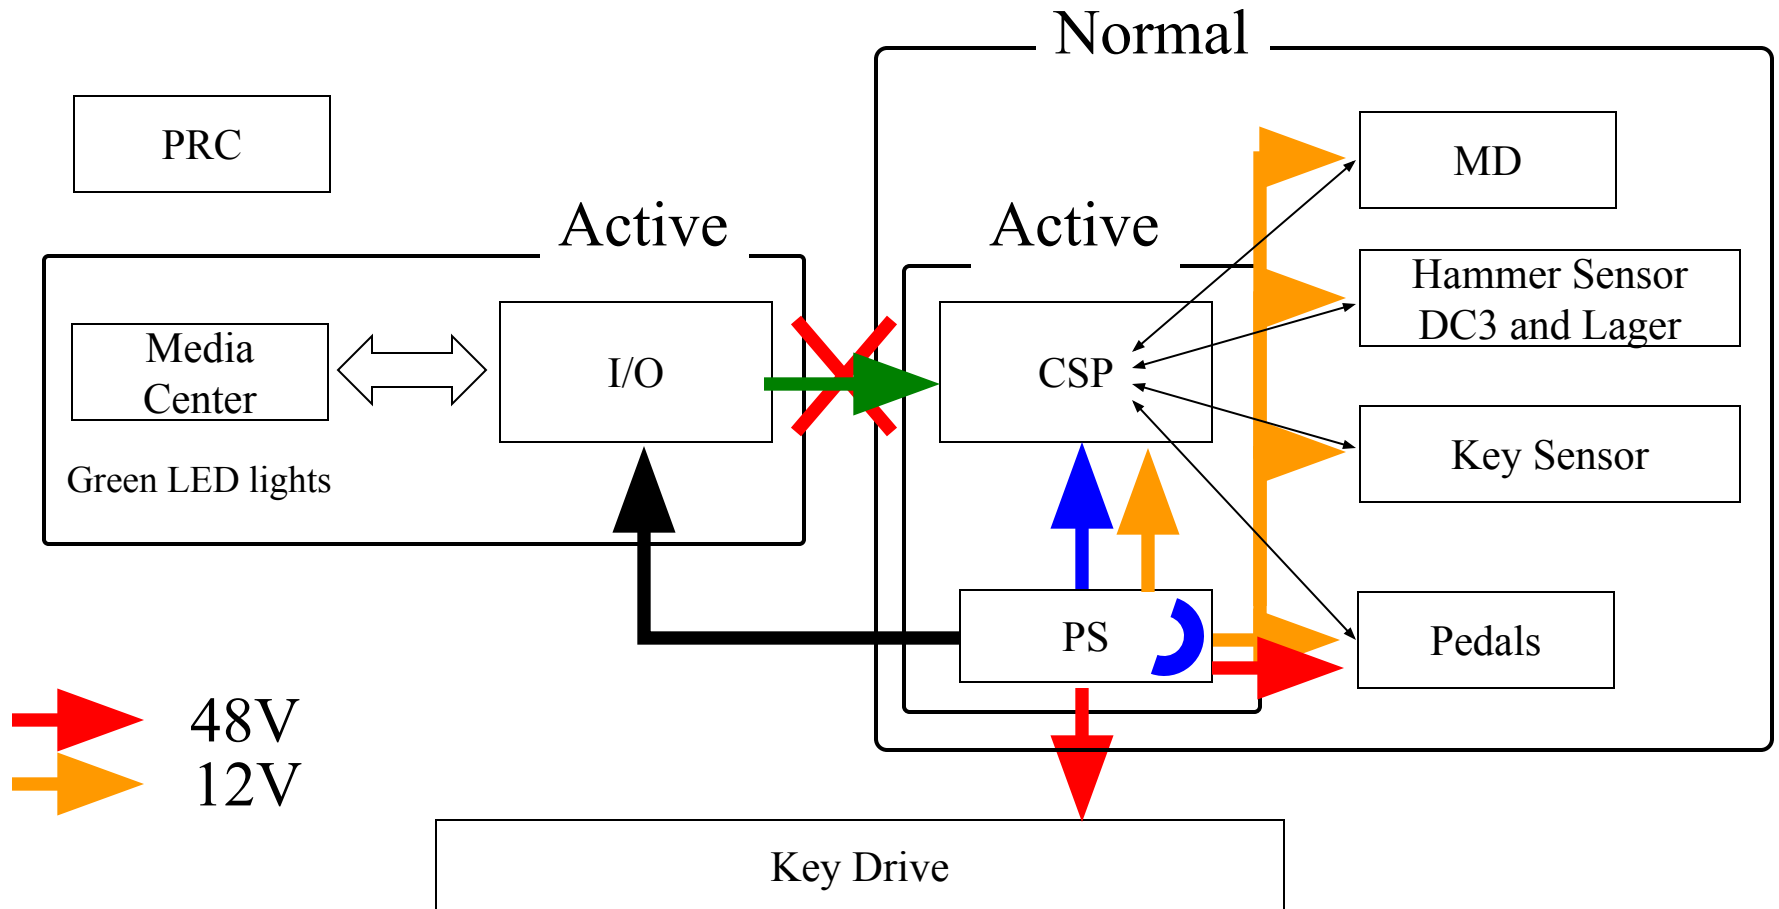 Normal
PRC
MD
Active
Active
Hammer Sensor
DC3 and Lager
Media
Center
I/O
CSP
Key Sensor
Green LED lights
PS
Pedals
48V
12V
Key Drive